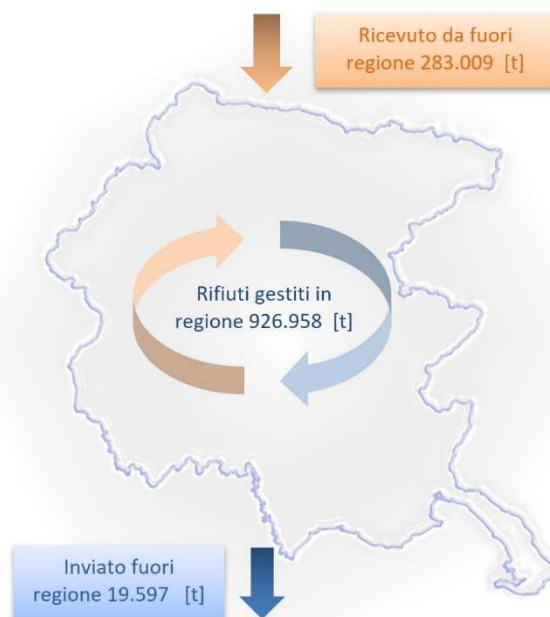 Ricevuto da fuori
regione 283.009 [t]
Rifiuti gestiti in
regione 926.958 [t]
Inviato fuori
regione 19.597 [t]